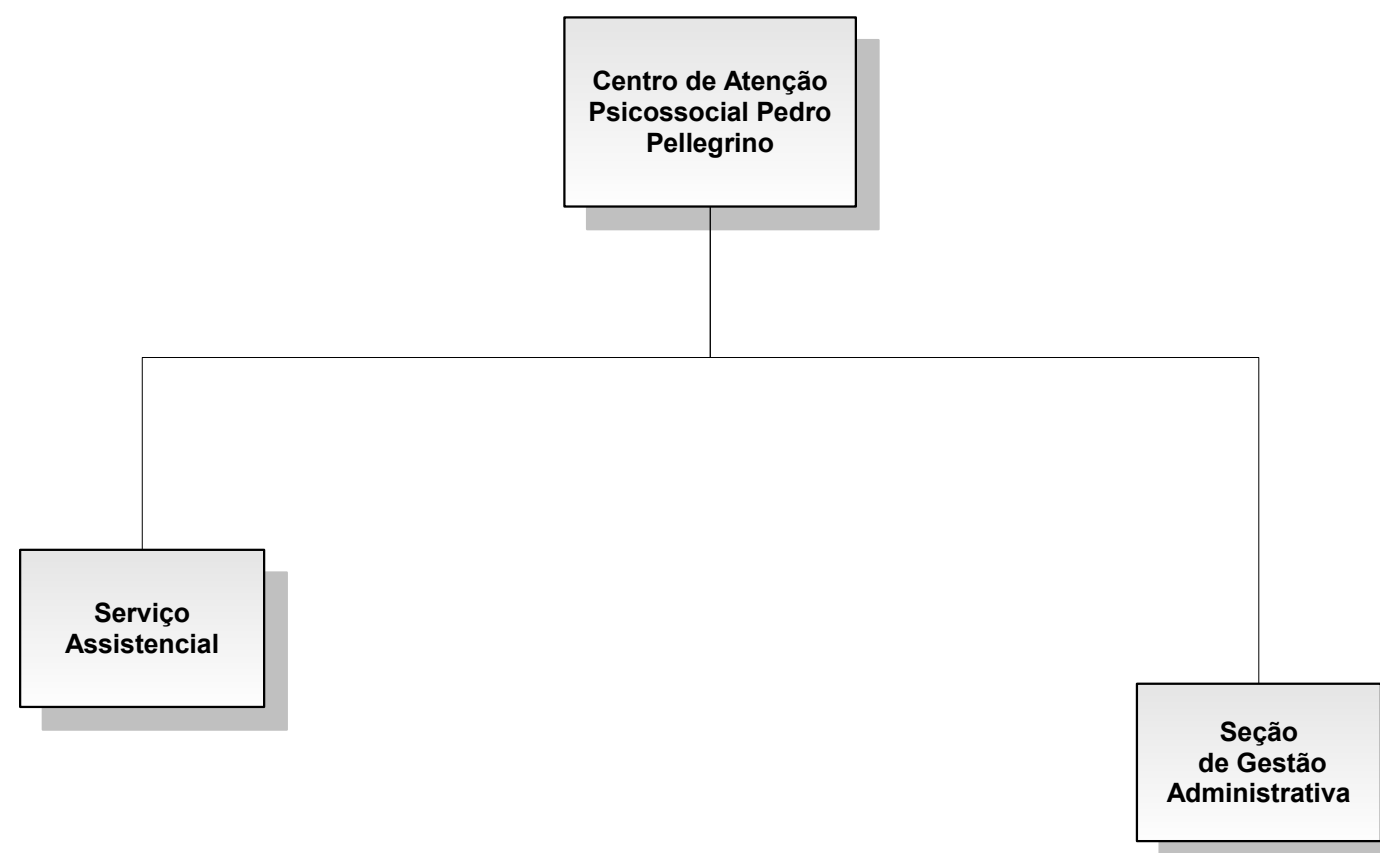 Centro de Atenção
Psicossocial Pedro
Pellegrino
Serviço
Assistencial
Seção
de Gestão
Administrativa